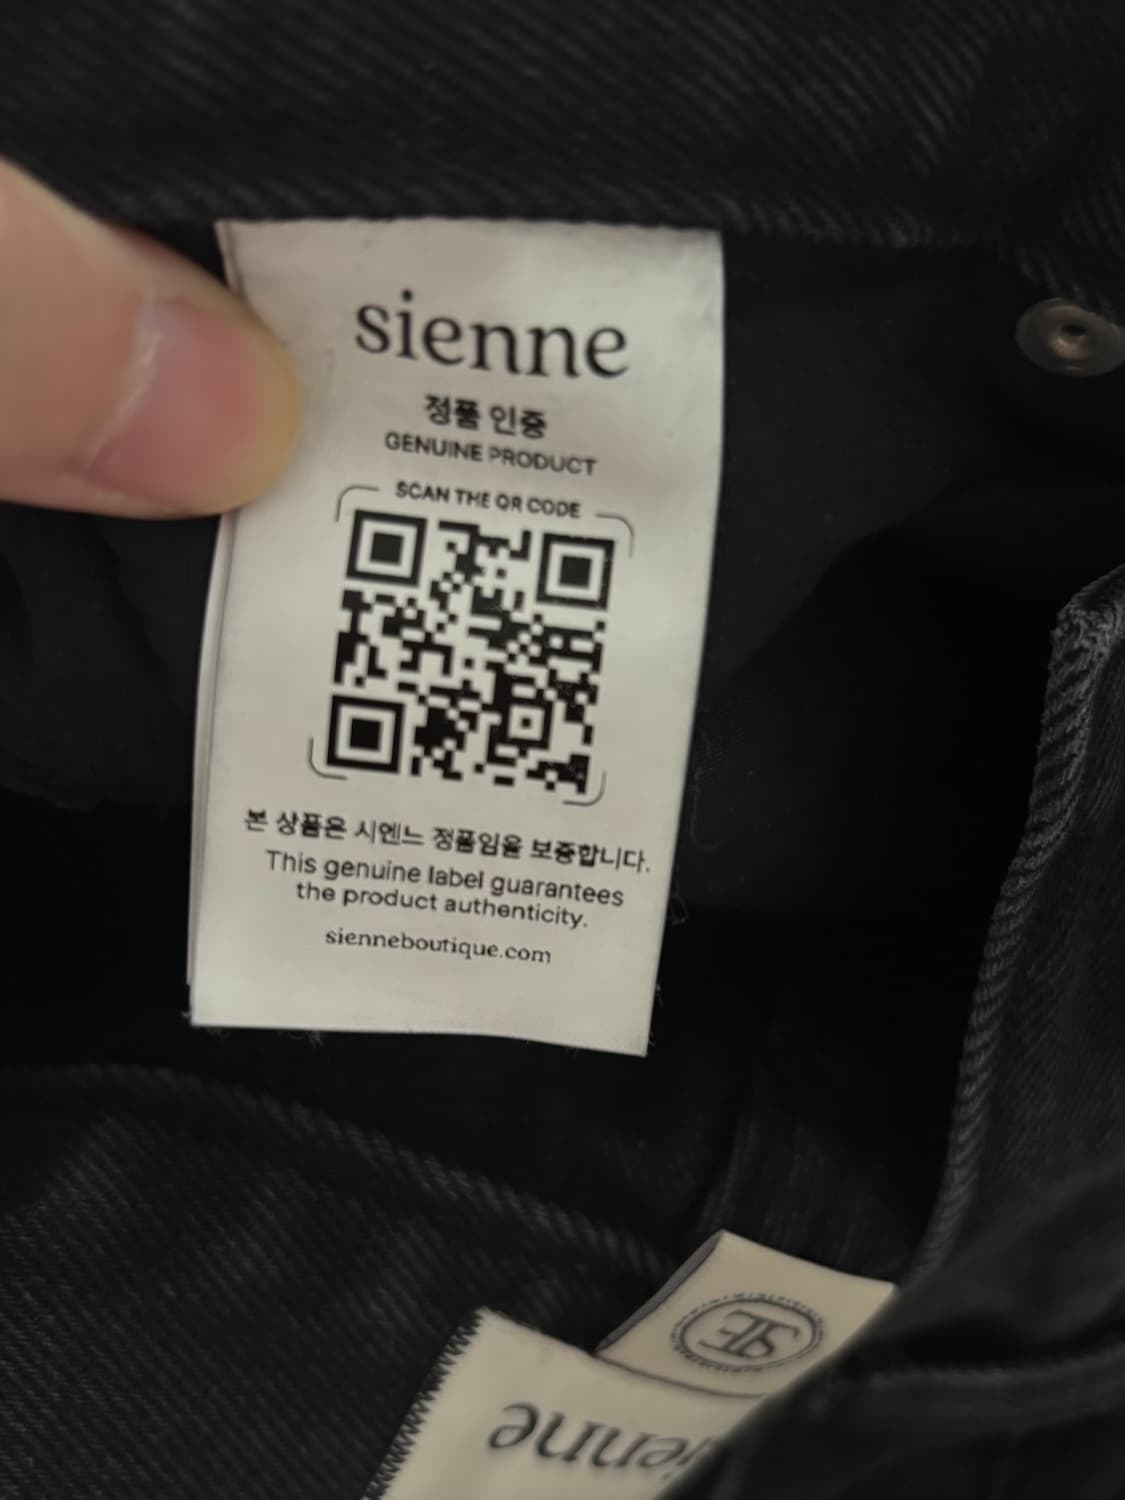 sienne
정품 인증
GENUINE PRODUCT
SCAN THE QR CODE
본 상품은 시엔느 정품임을 보증합니다.
This genuine label guarantees
the product authenticity.
sienneboutique.com
sienne